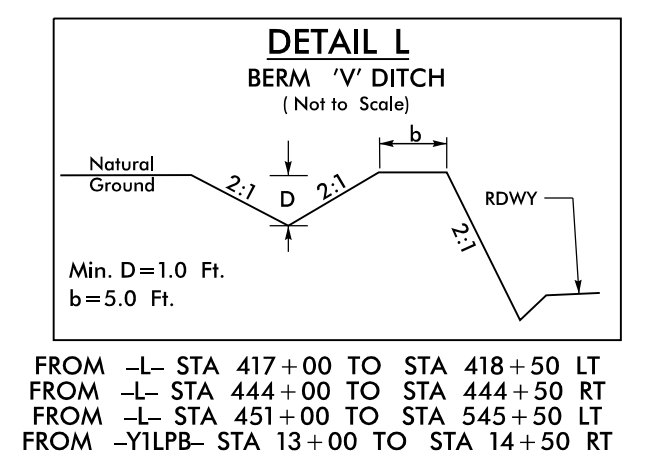 DETAIL L
BERM 'V' DITCH
( Not to Scale)
b
Natural
Ground
2:1
D
2:1
RDWY
2:1
Min. D=1.0 Ft.
b=5.0 Ft.
FROM -L- STA 417+00 TO STA 418+50 LT
FROM -L- STA 444+00 TO STA 444+50 RT
FROM -L- STA 451+00 TO STA 545+50 LT
FROM -Y1LPB- STA 13+00 TO STA 14+50 RT